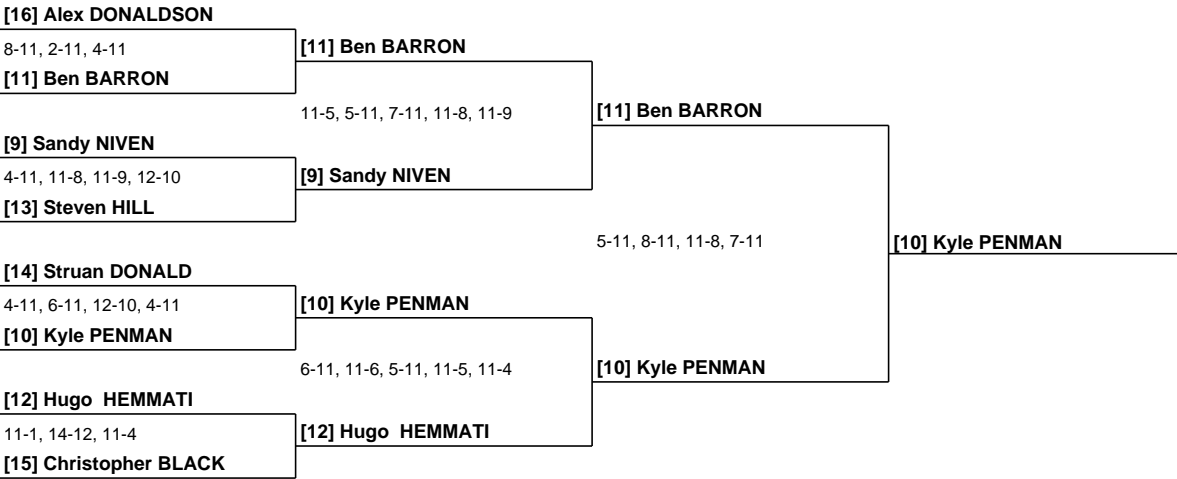 [16] Alex DONALDSON
8-11, 2-11, 4-11
[11] Ben BARRON
[11] Ben BARRON
11-5, 5-11, 7-11, 11-8, 11-9
[11] Ben BARRON
[9] Sandy NIVEN
4-11, 11-8, 11-9, 12-10
[9] Sandy NIVEN
[13] Steven HILL
5-11, 8-11, 11-8, 7-11
[10] Kyle PENMAN
[14] Struan DONALD
4-11, 6-11, 12-10, 4-11
[10] Kyle PENMAN
[10] Kyle PENMAN
6-11, 11-6, 5-11, 11-5, 11-4
[10] Kyle PENMAN
[12] Hugo  HEMMATI
11-1, 14-12, 11-4
[12] Hugo  HEMMATI
[15] Christopher BLACK